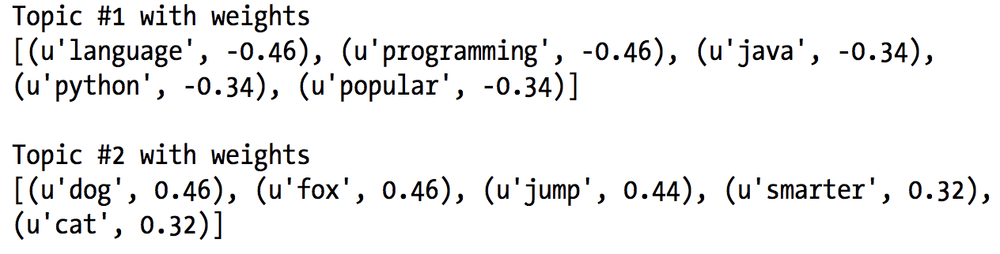 Topic #1 with weights
[(u'language', -0.46), (u'programming', -0.46), (u'java', -0.34),
(u'python', -0.34), (u'popular', -0.34)]
Topic #2 with weights
[(u'dog', 0.46), (u'fox', 0.46), (u'jump', 0.44), (u'smarter', 0.32),
(u'cat', 0.32)]